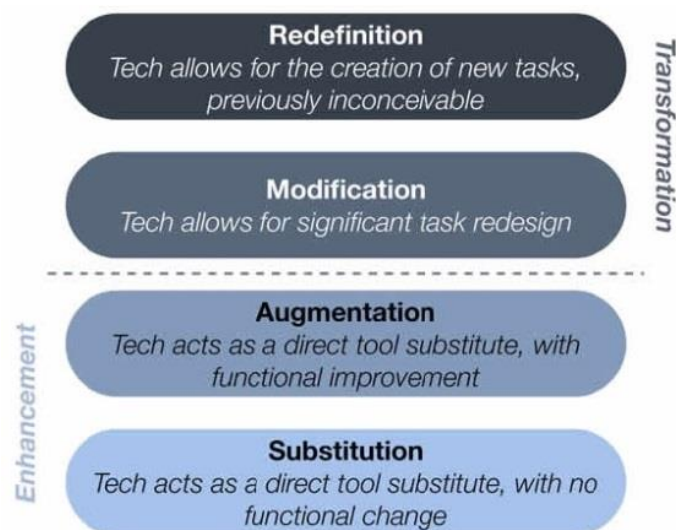 Redefinition
Tech allows for the creation of new tasks,
previously inconceivable
Transformation
Modification
Tech allows for significant task redesign
Augmentation
Tech acts as a direct tool substitute, with
functional improvement
Enhancement
Substitution
Tech acts as a direct tool substitute, with no
functional change